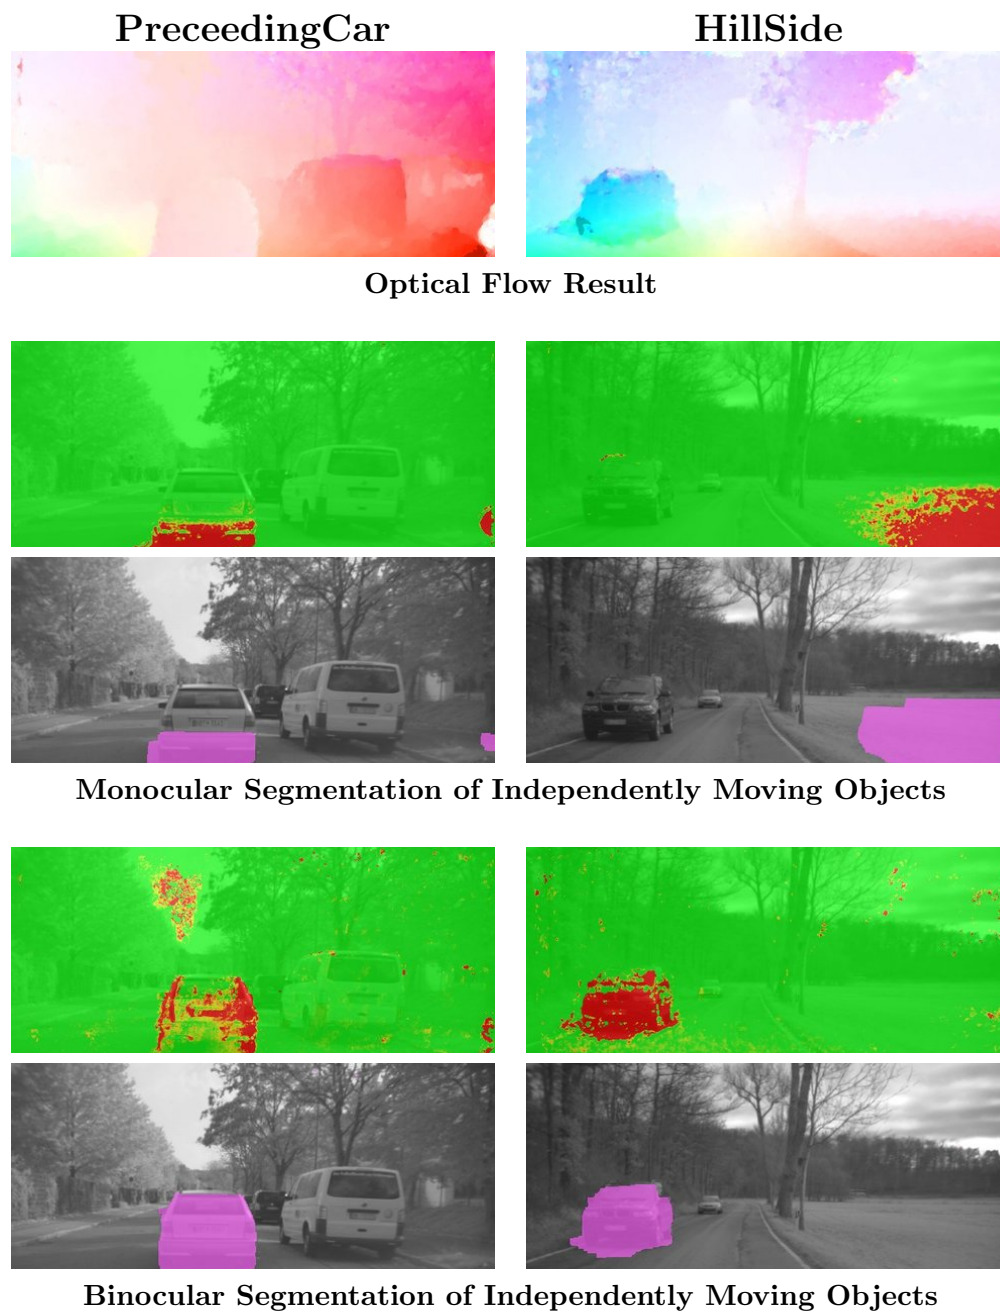 PreceedingCar
HillSide
Optical Flow Result
Monocular Segmentation of Independently Moving Objects
Binocular Segmentation of Independently Moving Objects